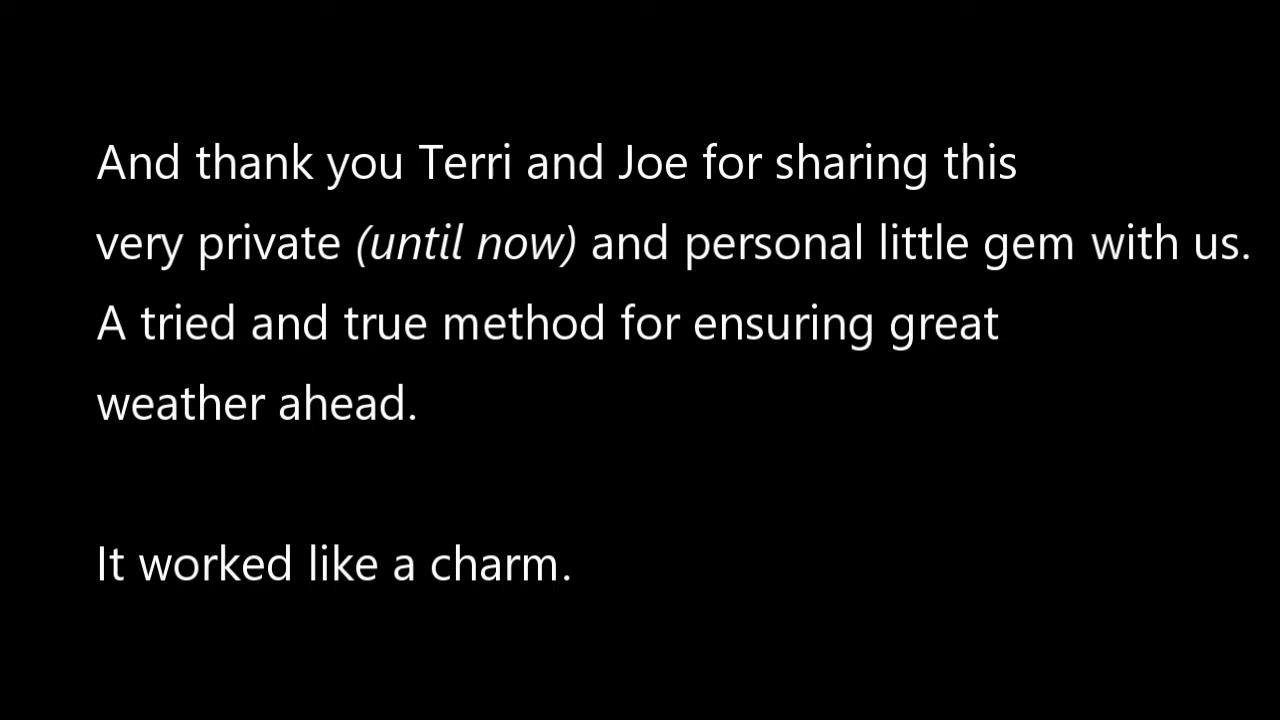 And thank you Terri and Joe for sharing this
very private (until now) and personal little gem with us.
A tried and true method for ensuring great
weather ahead.
It worked like a charm.